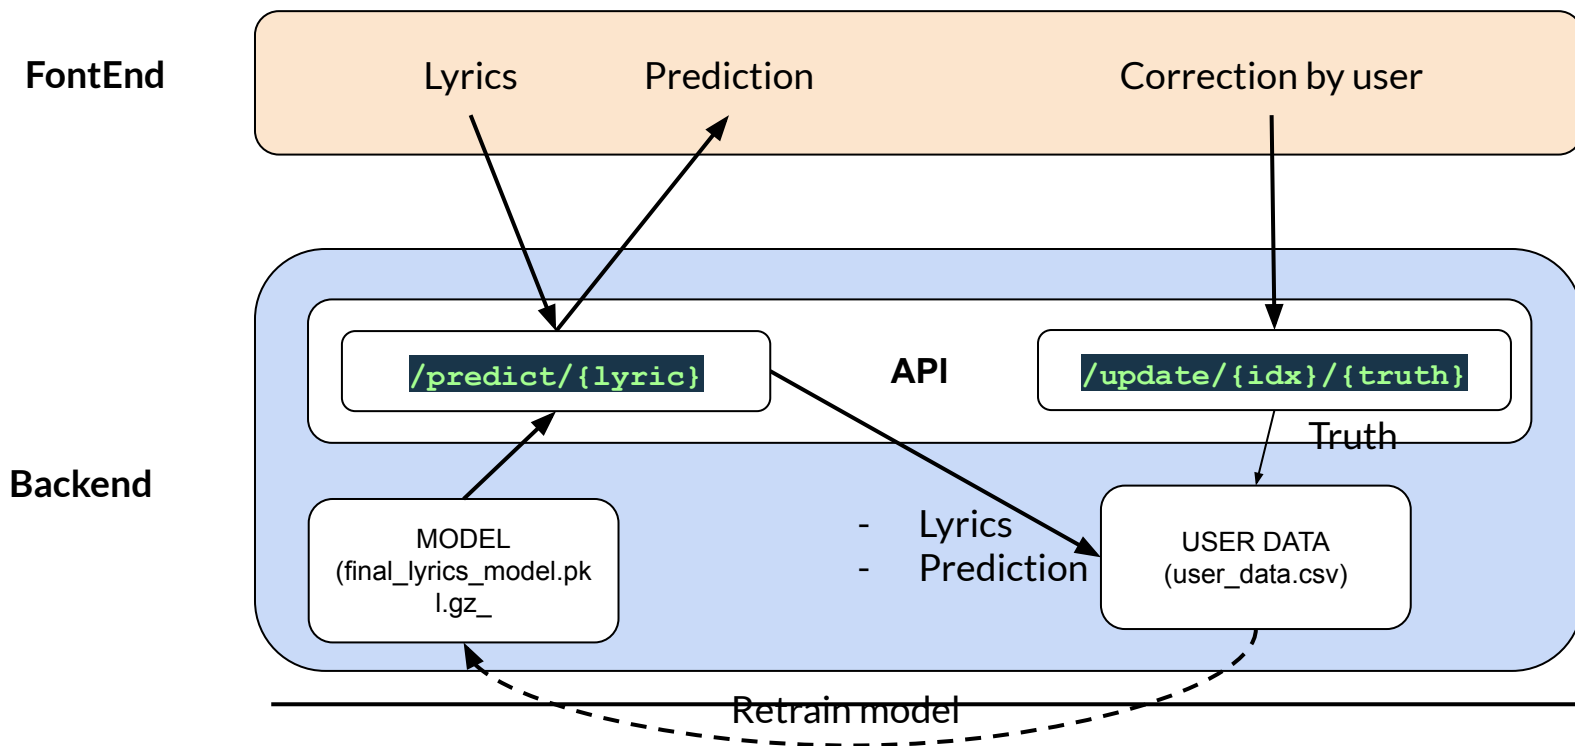 FontEnd
Lyrics
Prediction
Correction by user
/predict/{lyric}
API
/update/{idx}/{truth}
Truth
Backend
MODEL
(final_lyrics_model.pk
l.gz_
- Lyrics
- Prediction
USER DATA
(user_data.csv)
Retrain model